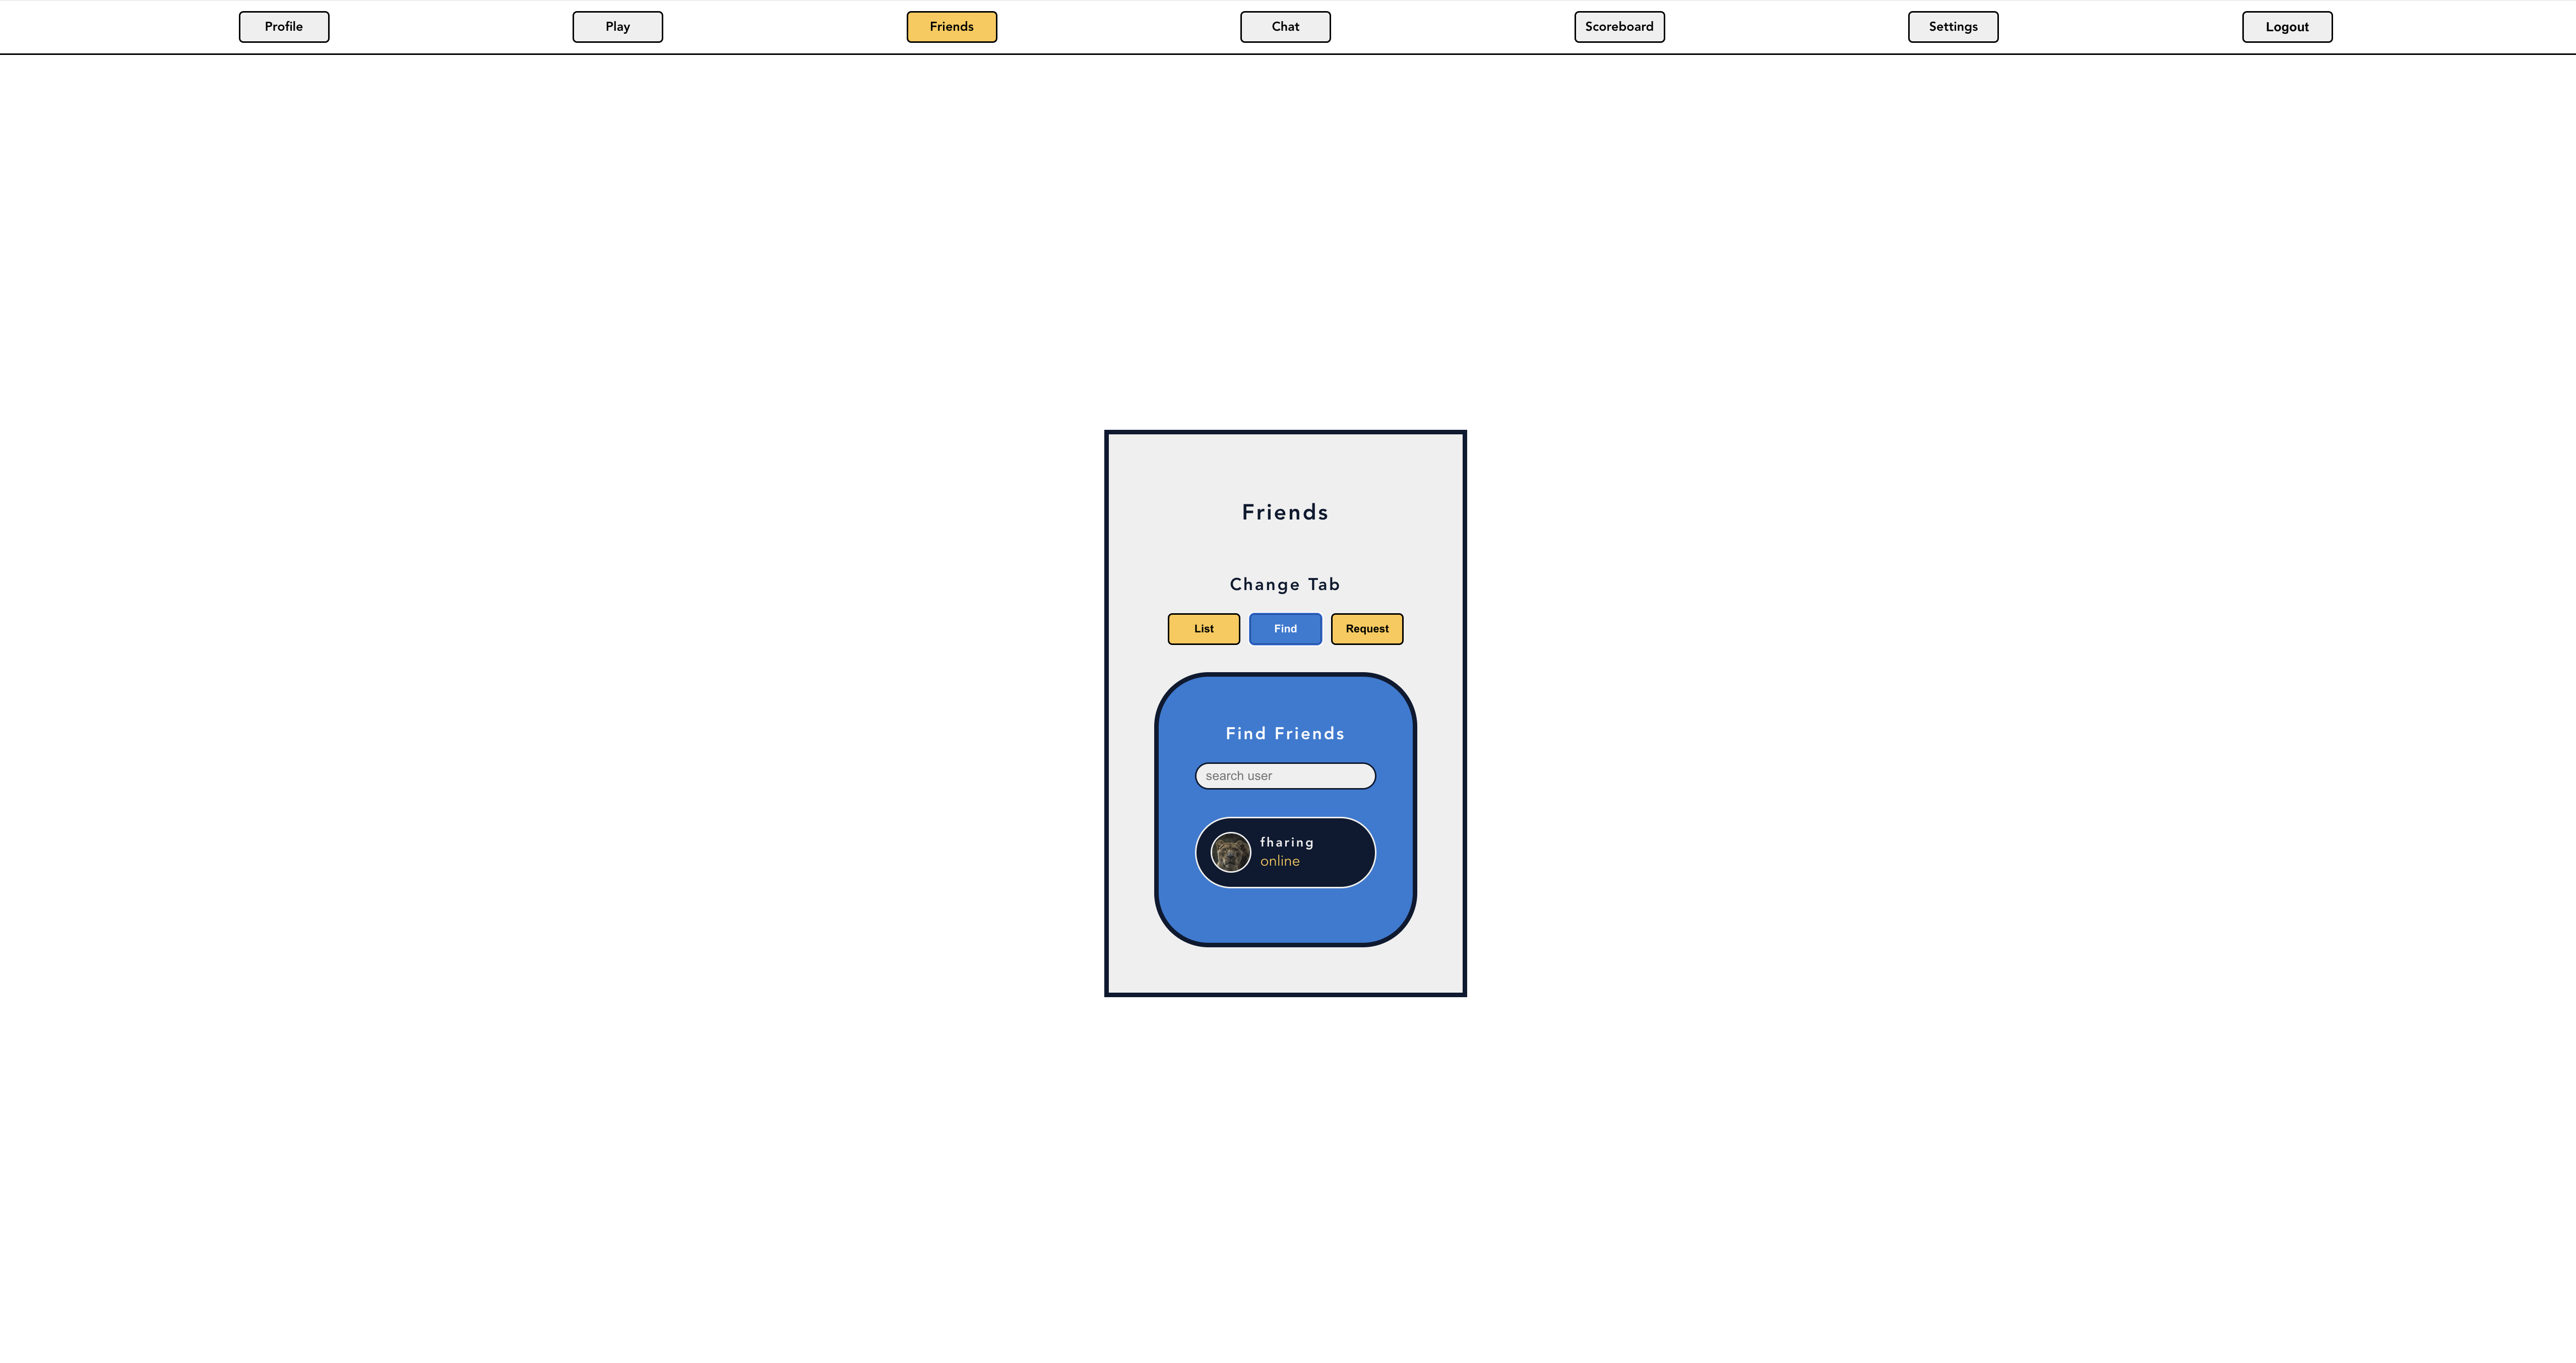 Profile Play Friends Chat Scoreboard Settings Logout
Friends
Change Tab
List Find Request
Find Friends
search user
fharing
online